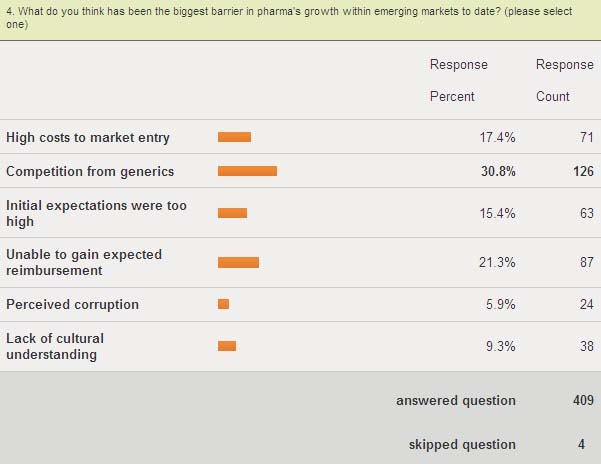 4. What do you think has been the biggest barrier in pharma's growth within emerging markets to date? (please select
one)
Response Response
Percent Count
High costs to market entry 17.4% 71
Competition from generics 30.8% 126
Initial expectations were too
high 15.4% 63
Unable to gain expected
reimbursement 21.3% 87
Perceived corruption 5.9% 24
Lack of cultural
understanding 9.3% 38
answered question 409
skipped question 4